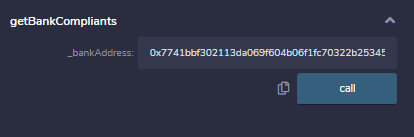 getBankCompliants
_bankAddress:
0x7741bbf302113da069f604b06f1fc70322b25345
call